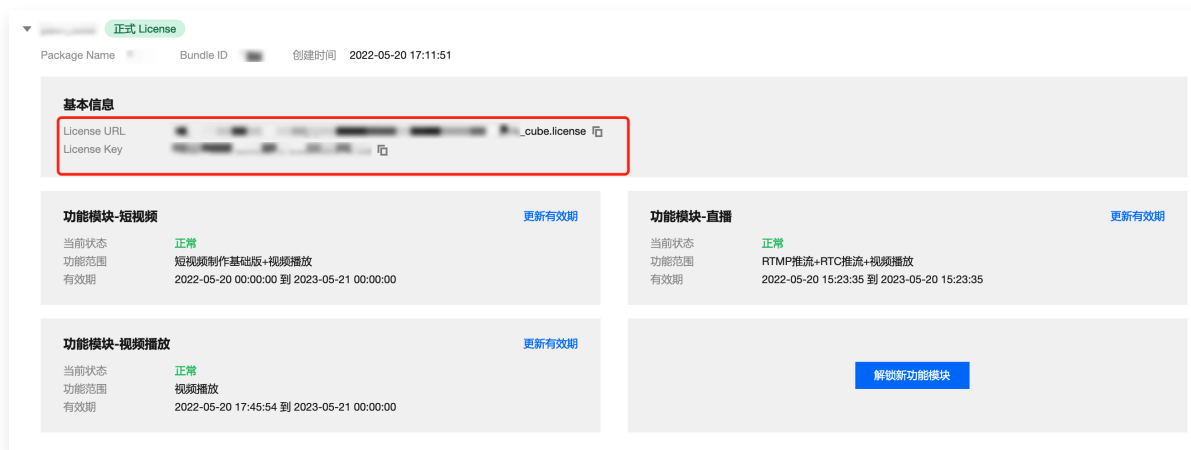 正式 License
Package Name Bundle ID 创建时间 2022-05-20 17:11:51
基本信息
License URL _cube.license
License Key
功能模块-短视频 更新有效期
当前状态 正常
功能范围 短视频制作基础版+视频播放
有效期 2022-05-20 00:00:00 到 2023-05-21 00:00:00
功能模块-直播 更新有效期
当前状态 正常
功能范围 RTMP推流+RTC推流+视频播放
有效期 2022-05-20 15:23:35 到 2023-05-20 15:23:35
功能模块-视频播放 更新有效期
当前状态 正常
功能范围 视频播放
有效期 2022-05-20 17:45:54 到 2023-05-21 00:00:00
解锁新功能模块